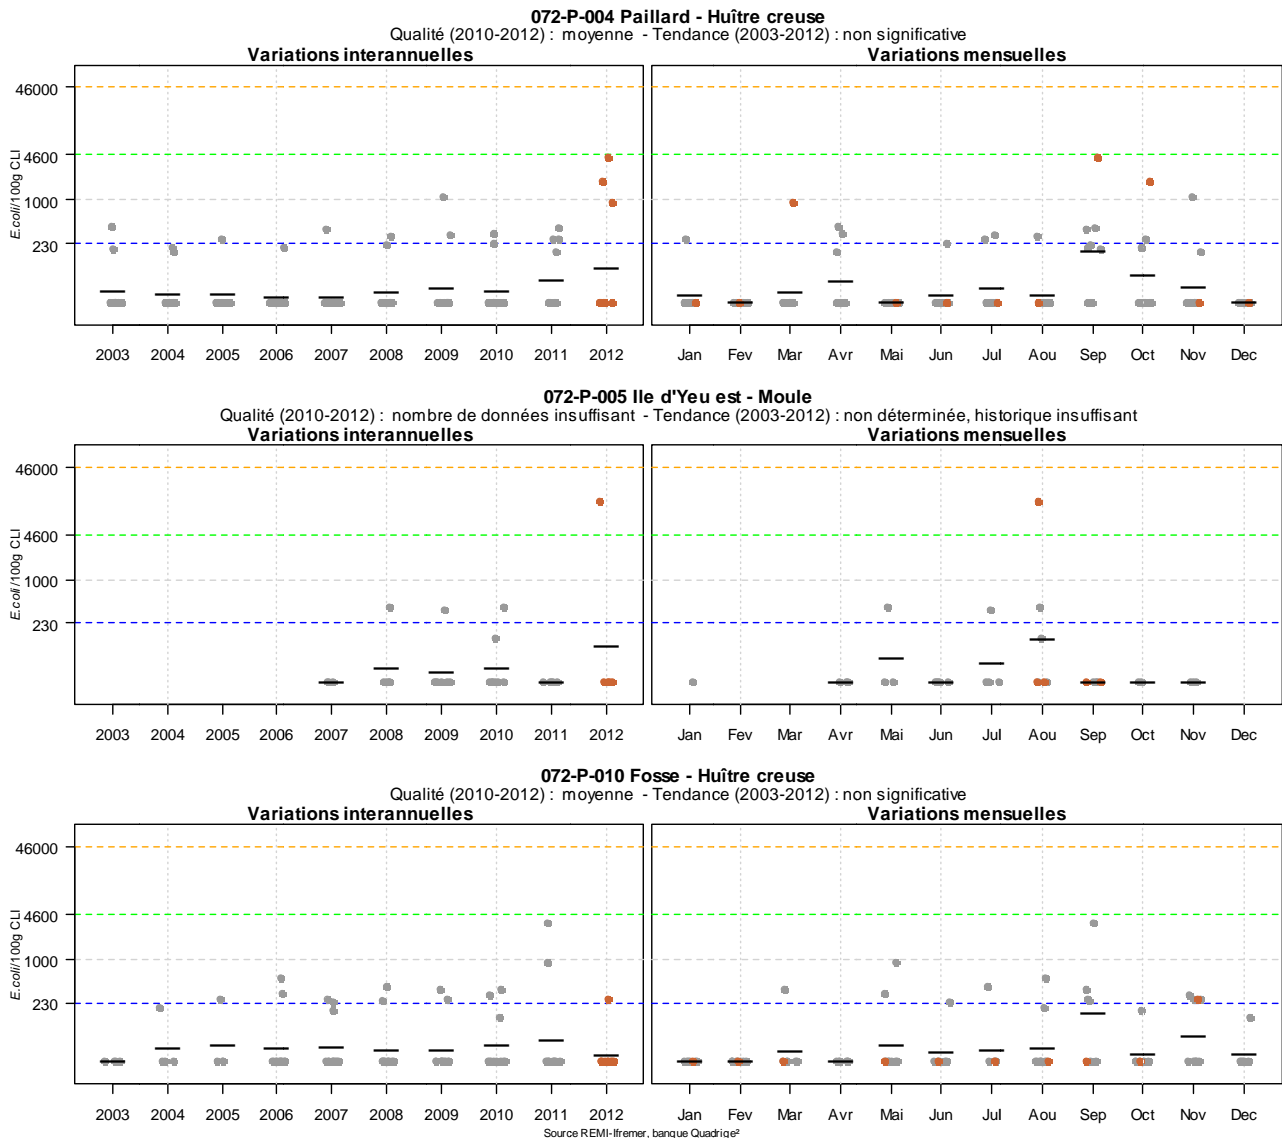 072-P-004 Paillard - Huître creuse
Qualité (2010-2012) : moyenne - Tendance (2003-2012) : non significative
Variations interannuelles Variations mensuelles
46000
4600
1000
230
E.coli/100g CLI
2003 2004 2005 2006 2007 2008 2009 2010 2011 2012 Jan Fev Mar Avr Mai Jun Jul Aou Sep Oct Nov Dec
072-P-005 Ile d'Yeu est - Moule
Qualité (2010-2012) : nombre de données insuffisant - Tendance (2003-2012) : non déterminée, historique insuffisant
Variations interannuelles Variations mensuelles
46000
4600
1000
230
E.coli/100g CLI
2003 2004 2005 2006 2007 2008 2009 2010 2011 2012 Jan Fev Mar Avr Mai Jun Jul Aou Sep Oct Nov Dec
072-P-010 Fosse - Huître creuse
Qualité (2010-2012) : moyenne - Tendance (2003-2012) : non significative
Variations interannuelles Variations mensuelles
46000
4600
1000
230
E.coli/100g CLI
2003 2004 2005 2006 2007 2008 2009 2010 2011 2012 Jan Fev Mar Avr Mai Jun Jul Aou Sep Oct Nov Dec
Source REMI-Ifremer, banque Quadrige²